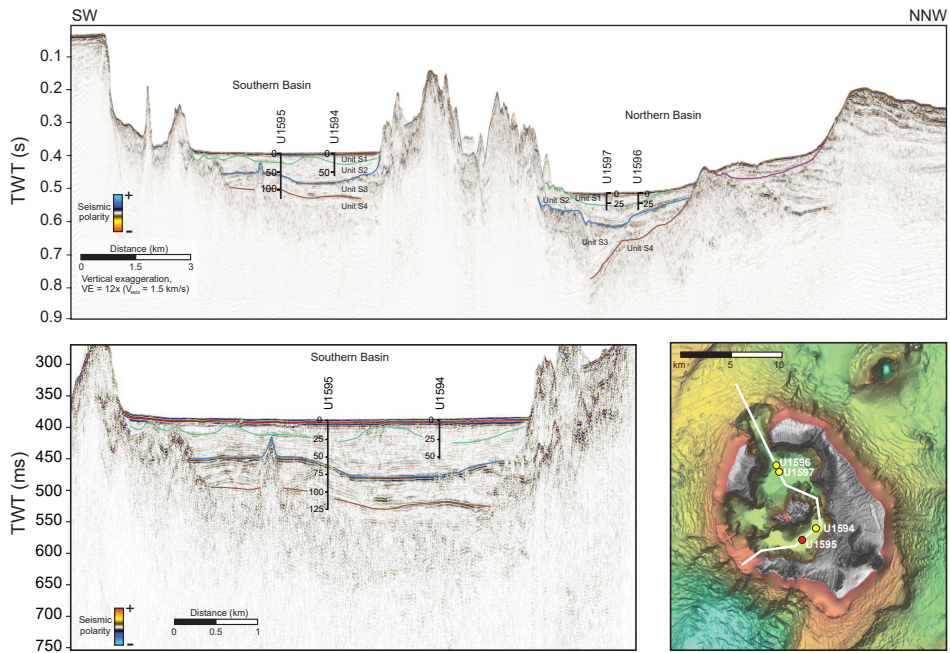 SW
NNW
TWT (s)
0.1
0.2
0.3
0.4
0.5
0.6
0.7
0.8
0.9
Southern Basin
Northern Basin
U1595
U1594
U1597
U1596
0
50
100
0
50
0
25
0
25
Unit S1
Unit S2
Unit S3
Unit S4
Unit S2
Unit S1
Unit S3
Unit S4
Seismic
polarity
+
-
Distance (km)
0 1.5 3
Vertical exaggeration,
VE = 12x (Vseis = 1.5 km/s)
TWT (ms)
300
350
400
450
500
550
600
650
700
750
Southern Basin
U1595
U1594
0
25
50
75
100
125
0
25
50
Seismic
polarity
+
-
Distance (km)
0 0.5 1
km 5 10
U1596
U1597
U1594
U1595